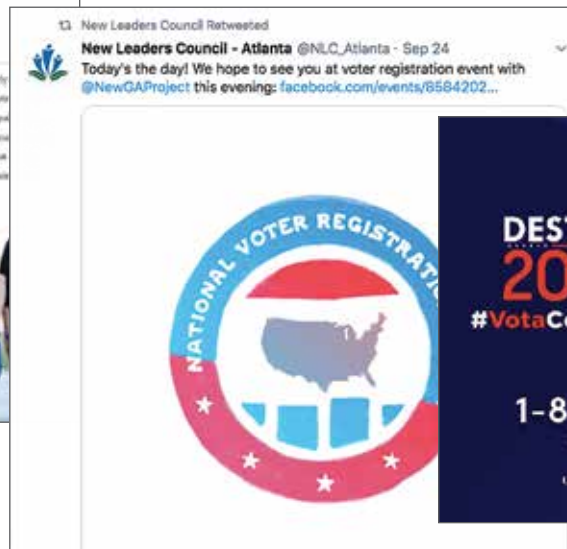 New Leaders Council Retweeted
New Leaders Council - Atlanta @NLC_Atlanta · Sep 24
Today's the day! We hope to see you at voter registration event with
@NewGAProject this evening: facebook.com/events/8584202...
NATIONAL VOTER REGISTRATI
DES
20
#VotaC
1-8